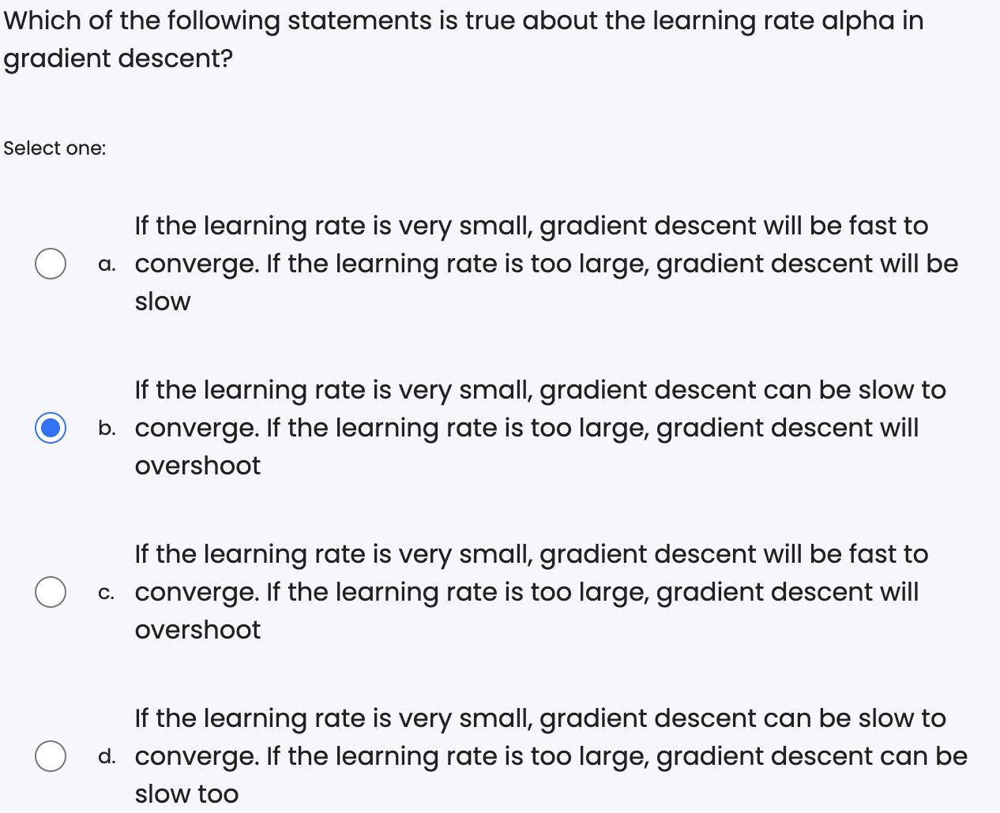 Which of the following statements is true about the learning rate alpha in
gradient descent?
Select one:
If the learning rate is very small, gradient descent will be fast to
a. converge. If the learning rate is too large, gradient descent will be
slow
If the learning rate is very small, gradient descent can be slow to
b. converge. If the learning rate is too large, gradient descent will
overshoot
If the learning rate is very small, gradient descent will be fast to
c. converge. If the learning rate is too large, gradient descent will
overshoot
If the learning rate is very small, gradient descent can be slow to
d. converge. If the learning rate is too large, gradient descent can be
slow too